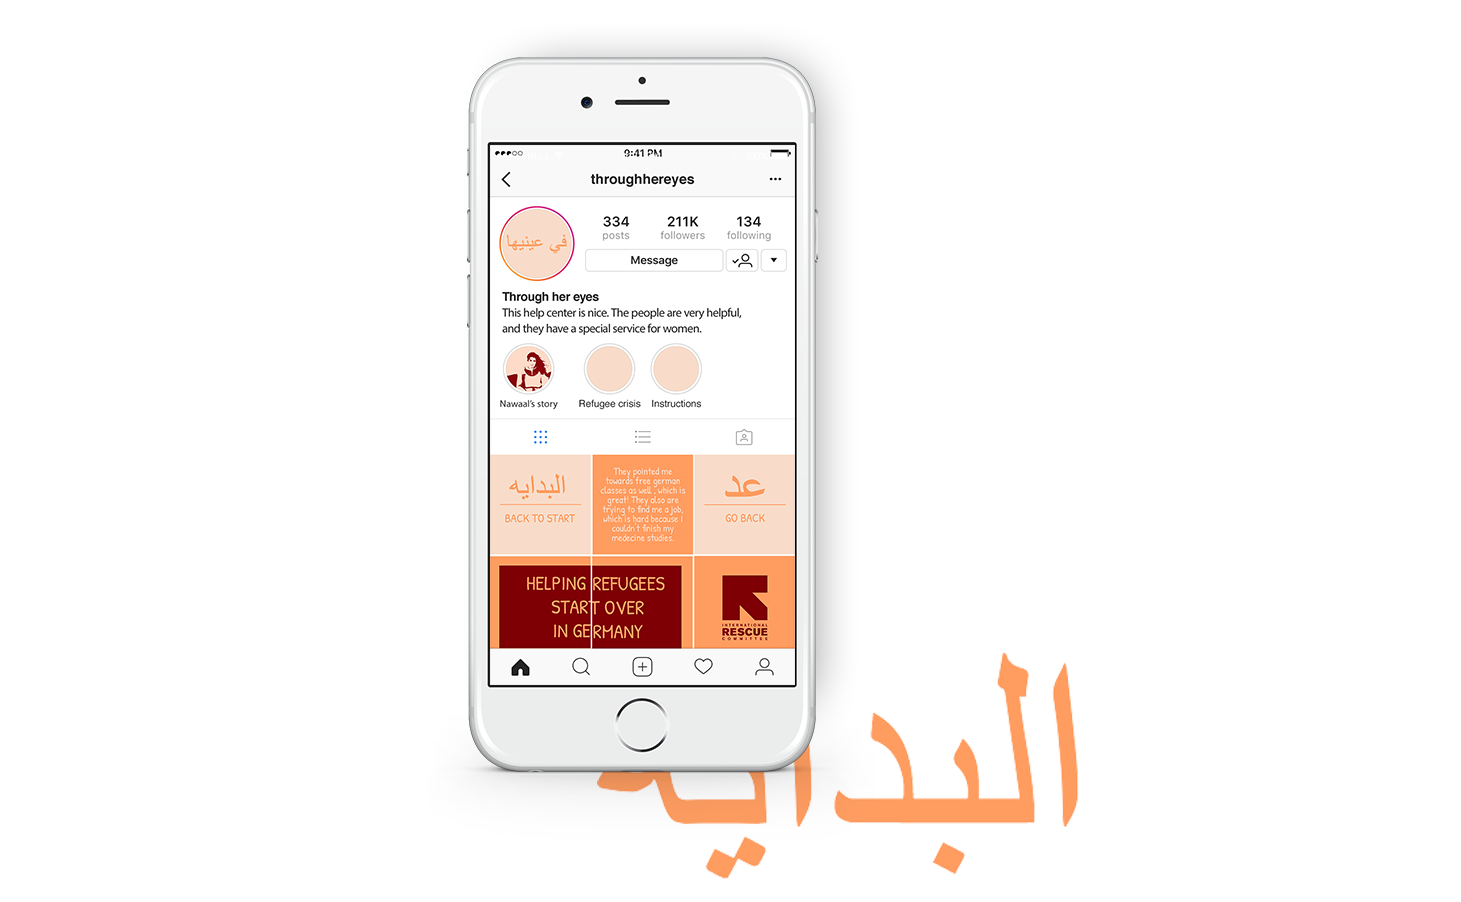 9:41 PM
throughhereyes
334
posts
211K
followers
134
following
في عينيها
Message
Through her eyes
This help center is nice. The people are very helpful,
and they have a special service for women.
Nawaal's story
Refugee crisis
Instructions
البدايه
BACK TO START
They pointed me
towards free german
classes as well , which is
great! They also are
trying to find me a job,
which is hard because i
couldn't finish my
medecine studies.
عد
GO BACK
HELPING REFUGEES
START OVER
IN GERMANY
INTERNATIONAL
RESCUE
COMMITTEE
البدايه